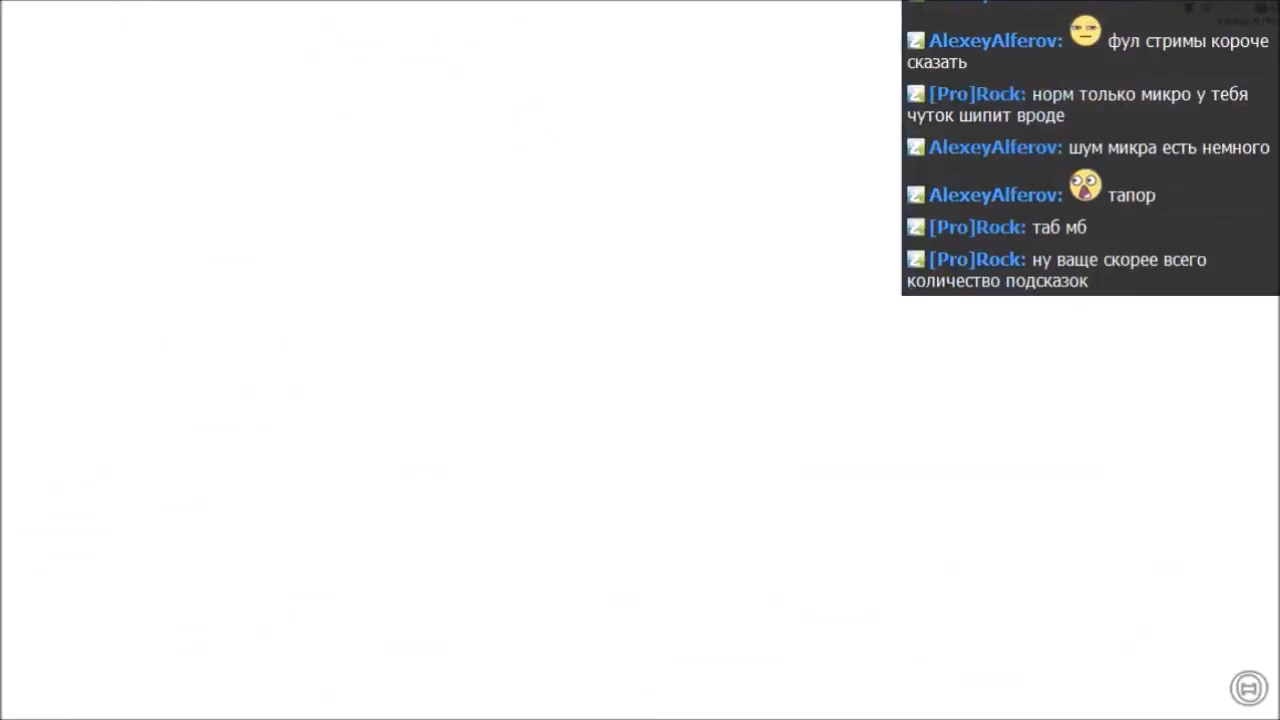 AlexeyAlferov: фул стримы короче
сказать
[Pro]Rock: норм только микро у тебя
чуток шипит вроде
AlexeyAlferov: шум микра есть немного
AlexeyAlferov: тапор
[Pro]Rock: таб мб
[Pro]Rock: ну ваще скорее всего
количество подсказок